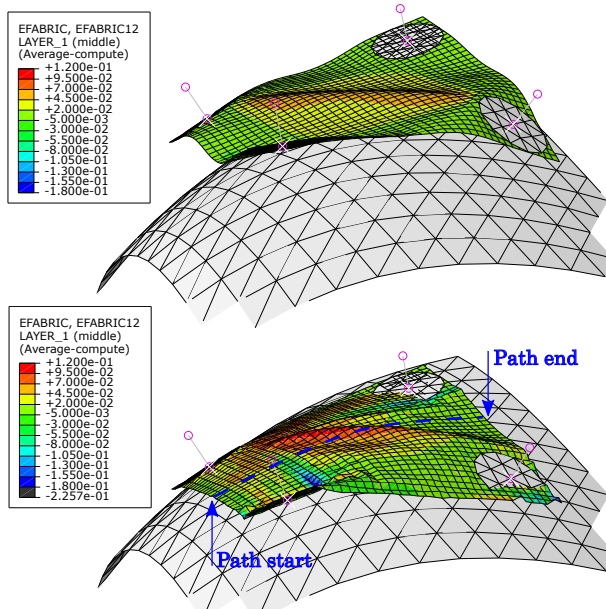 EFABRIC, EFABRIC12
LAYER_1 (middle)
(Average-compute)
+1.200e-01
+9.500e-02
+7.000e-02
+4.500e-02
+2.000e-02
-5.000e-03
-3.000e-02
-5.500e-02
-8.000e-02
-1.050e-01
-1.300e-01
-1.550e-01
-1.800e-01
EFABRIC, EFABRIC12
LAYER_1 (middle)
(Average-compute)
+1.200e-01
+9.500e-02
+7.000e-02
+4.500e-02
+2.000e-02
-5.000e-03
-3.000e-02
-5.500e-02
-8.000e-02
-1.050e-01
-1.300e-01
-1.550e-01
-1.800e-01
-2.257e-01
Path end
Path start